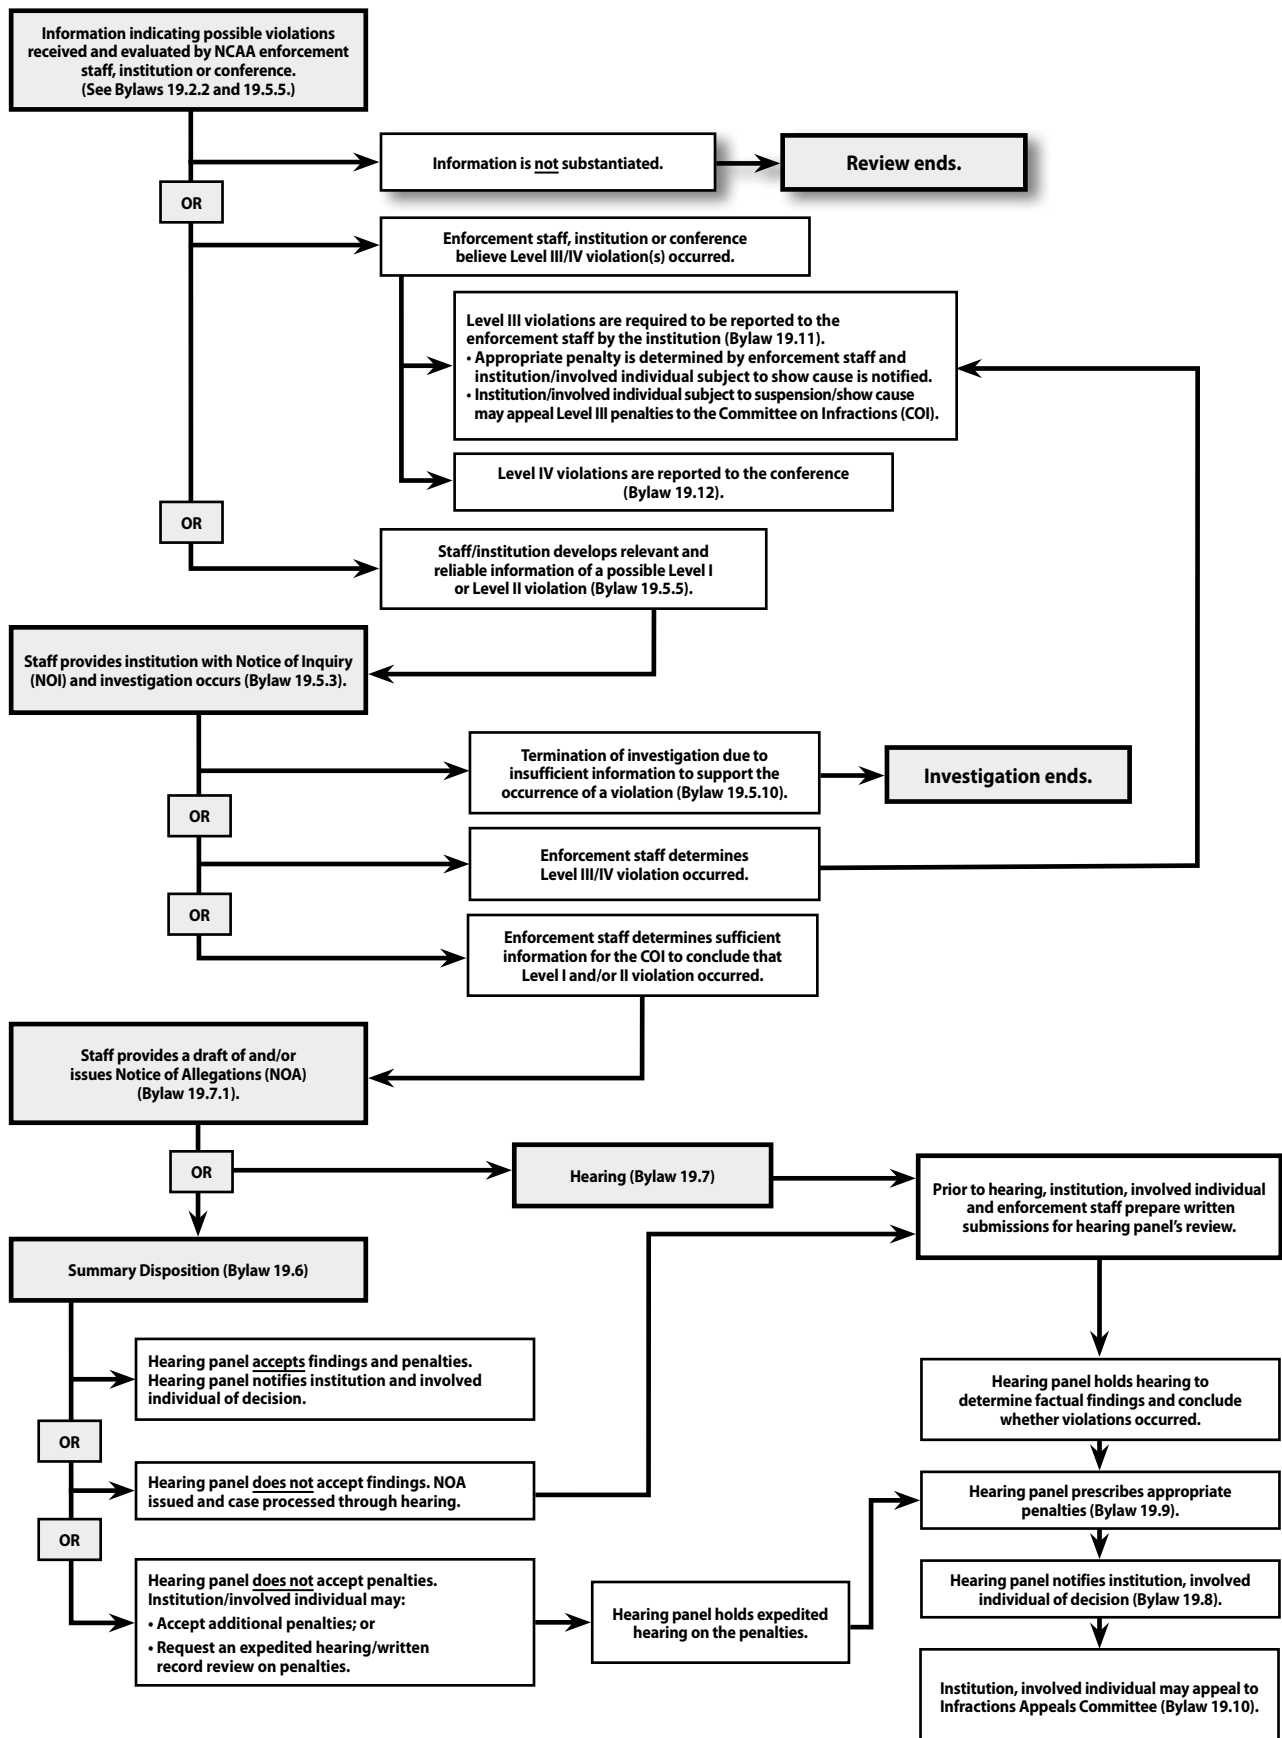 Information indicating possible violations
received and evaluated by NCAA enforcement
staff, institution or conference.
(See Bylaws 19.2.2 and 19.5.5.)
Information is not substantiated.
Review ends.
OR
Enforcement staff, institution or conference
believe Level III/IV violation(s) occurred.
Level III violations are required to be reported to the
enforcement staff by the institution (Bylaw 19.11).
• Appropriate penalty is determined by enforcement staff and
institution/involved individual subject to show cause is notified.
• Institution/involved individual subject to suspension/show cause
may appeal Level III penalties to the Committee on Infractions (COI).
Level IV violations are reported to the conference
(Bylaw 19.12).
OR
Staff/institution develops relevant and
reliable information of a possible Level I
or Level II violation (Bylaw 19.5.5).
Staff provides institution with Notice of Inquiry
(NOI) and investigation occurs (Bylaw 19.5.3).
Termination of investigation due to
insufficient information to support the
occurrence of a violation (Bylaw 19.5.10).
Investigation ends.
OR
Enforcement staff determines
Level III/IV violation occurred.
OR
Enforcement staff determines sufficient
information for the COI to conclude that
Level I and/or II violation occurred.
Staff provides a draft of and/or
issues Notice of Allegations (NOA)
(Bylaw 19.7.1).
OR
Hearing (Bylaw 19.7)
Prior to hearing, institution, involved individual
and enforcement staff prepare written
submissions for hearing panel's review.
Summary Disposition (Bylaw 19.6)
Hearing panel accepts findings and penalties.
Hearing panel notifies institution and involved
individual of decision.
Hearing panel holds hearing to
determine factual findings and conclude
whether violations occurred.
OR
Hearing panel does not accept findings. NOA
issued and case processed through hearing.
Hearing panel prescribes appropriate
penalties (Bylaw 19.9).
OR
Hearing panel does not accept penalties.
Institution/involved individual may:
• Accept additional penalties; or
• Request an expedited hearing/written
record review on penalties.
Hearing panel holds expedited
hearing on the penalties.
Hearing panel notifies institution, involved
individual of decision (Bylaw 19.8).
Institution, involved individual may appeal to
Infractions Appeals Committee (Bylaw 19.10).